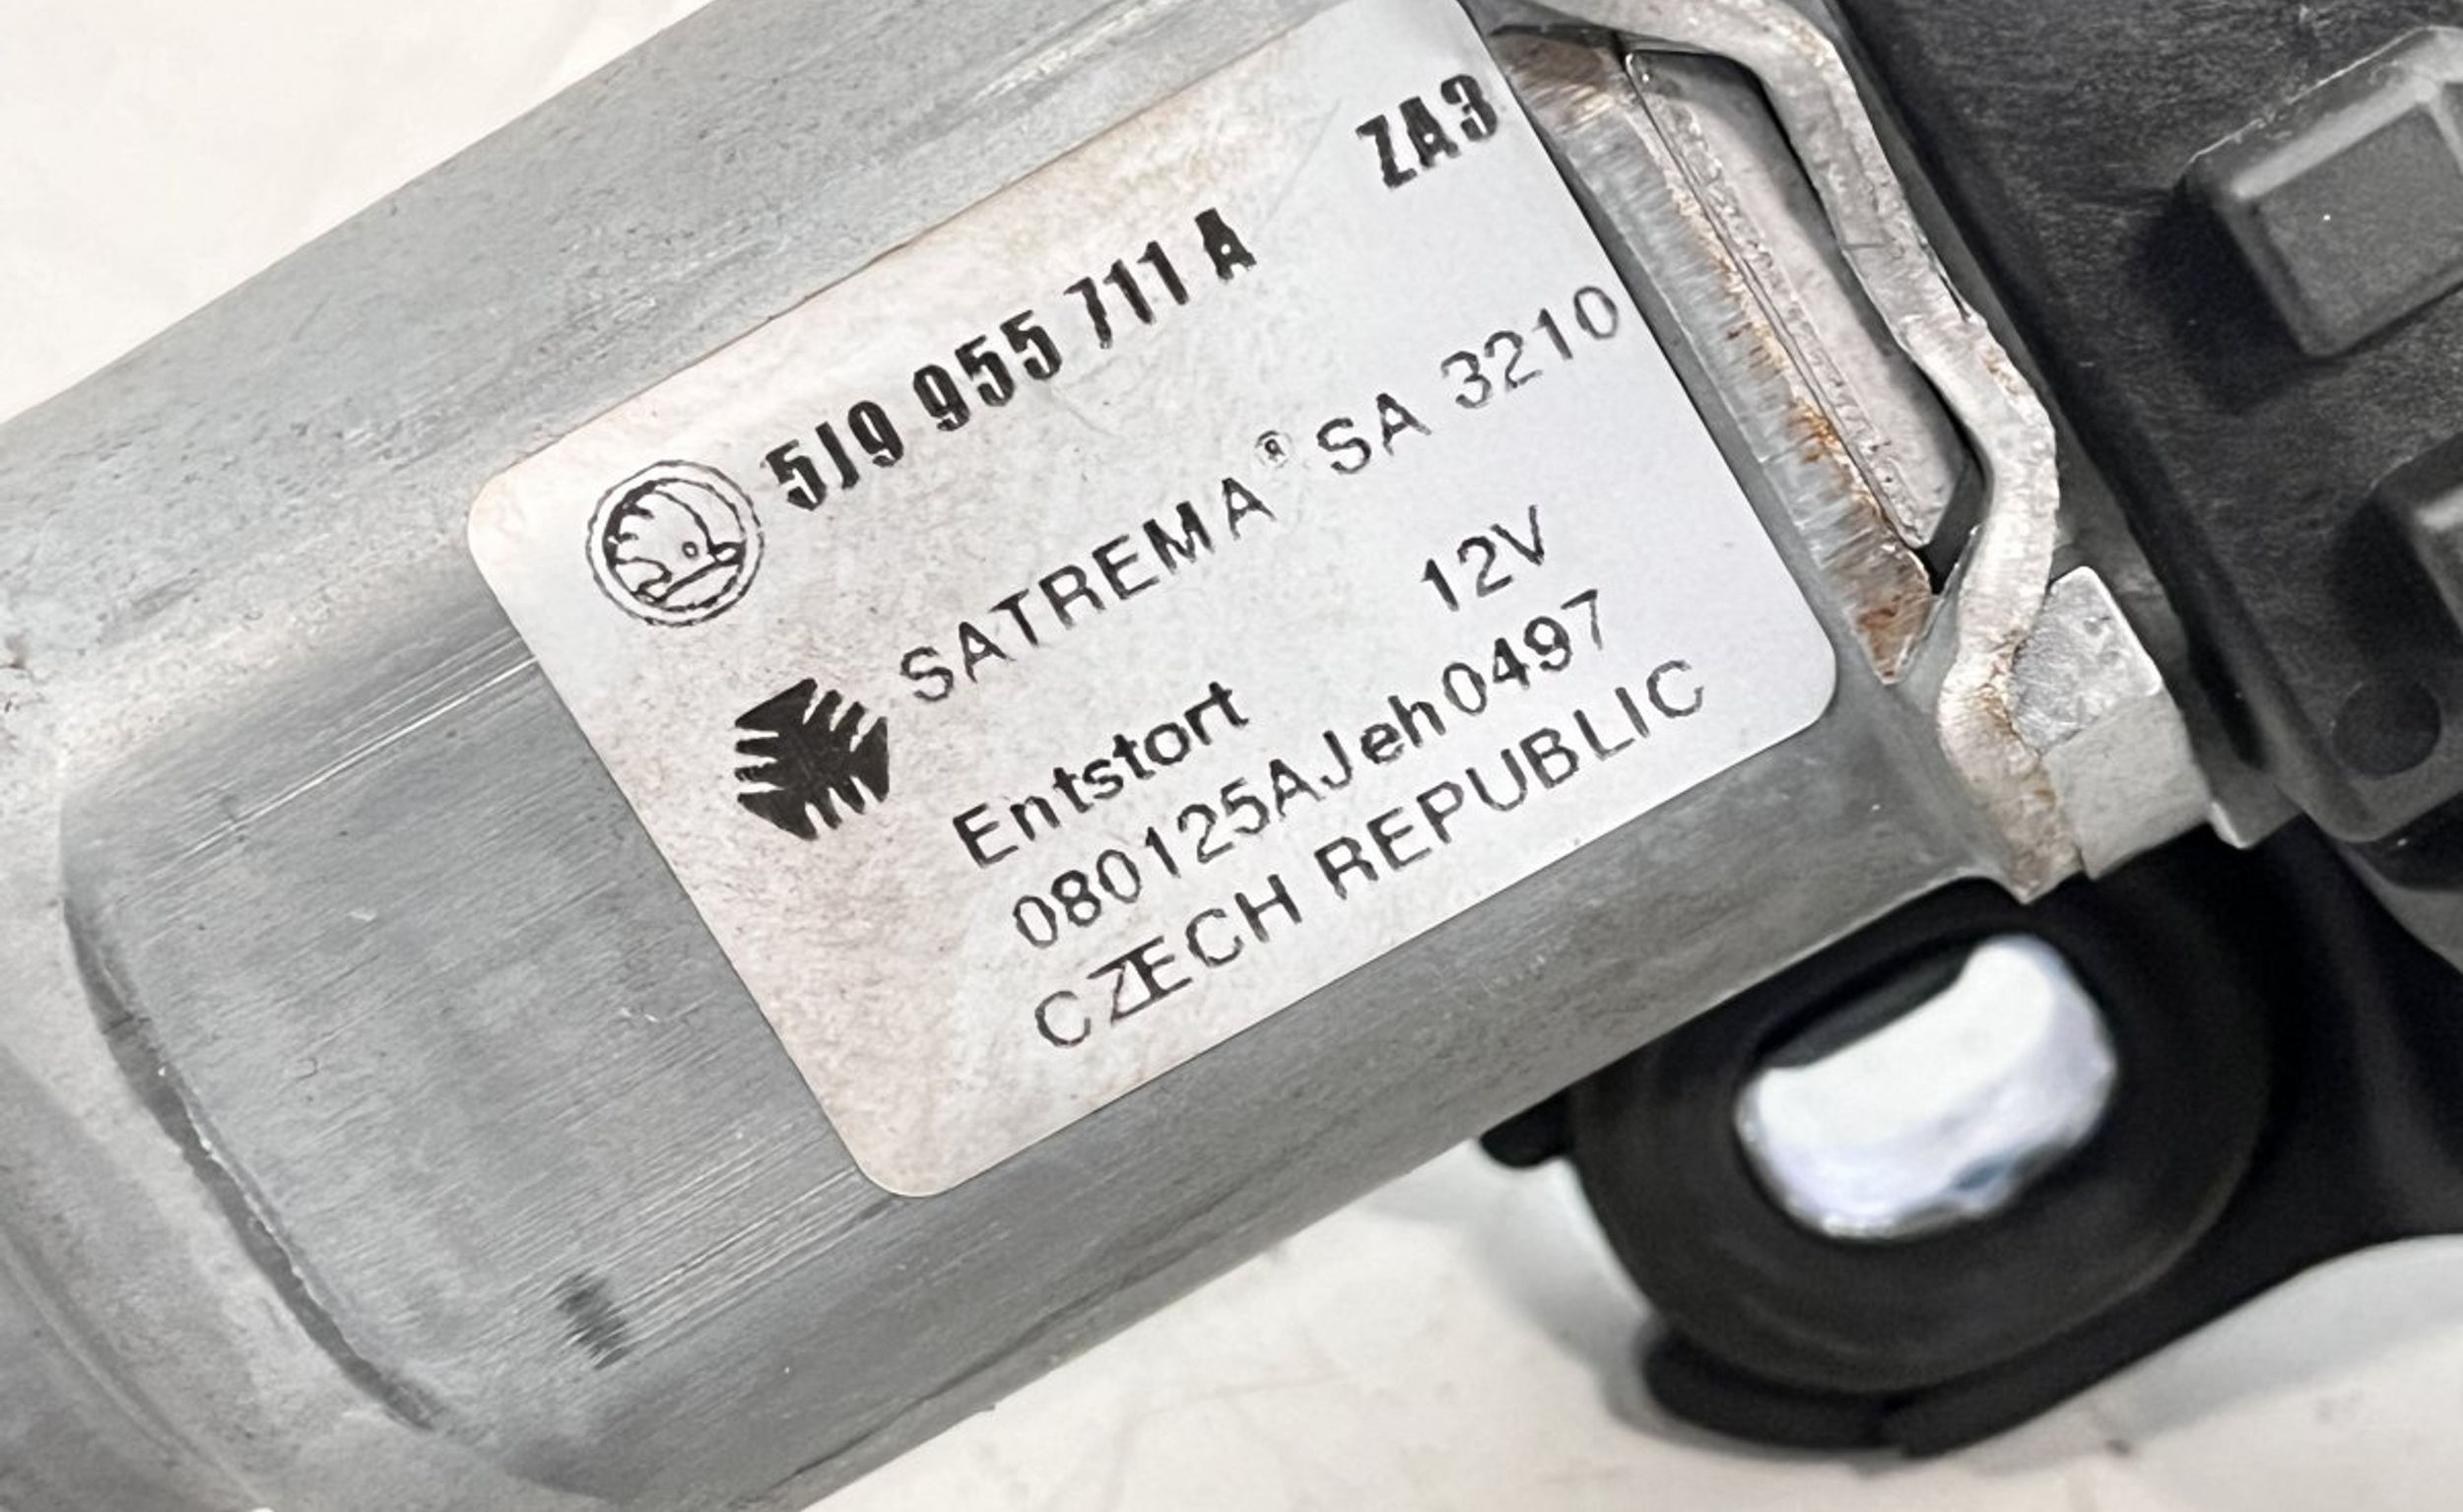 ZA3
5J9 955 711 A
SATREMA® SA 3210
Entstort 12V
080125AJeh0497
CZECH REPUBLIC